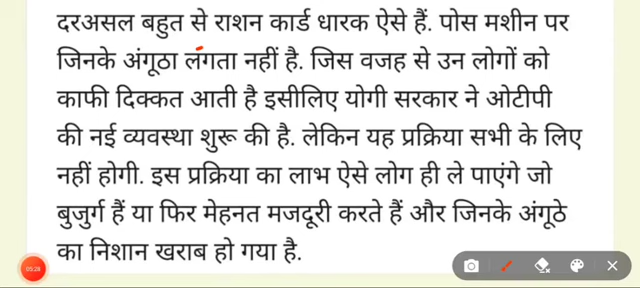 दरअसल बहुत से राशन कार्ड धारक ऐसे हैं. पोस मशीन पर
जिनके अंगूठा लगता नहीं है. जिस वजह से उन लोगों को
काफी दिक्कत आती है इसीलिए योगी सरकार ने ओटीपी
की नई व्यवस्था शुरू की है. लेकिन यह प्रक्रिया सभी के लिए
नहीं होगी. इस प्रक्रिया का लाभ ऐसे लोग ही ले पाएंगे जो
बुजुर्ग हैं या फिर मेहनत मजदूरी करते हैं और जिनके अंगूठे
का निशान खराब हो गया है.